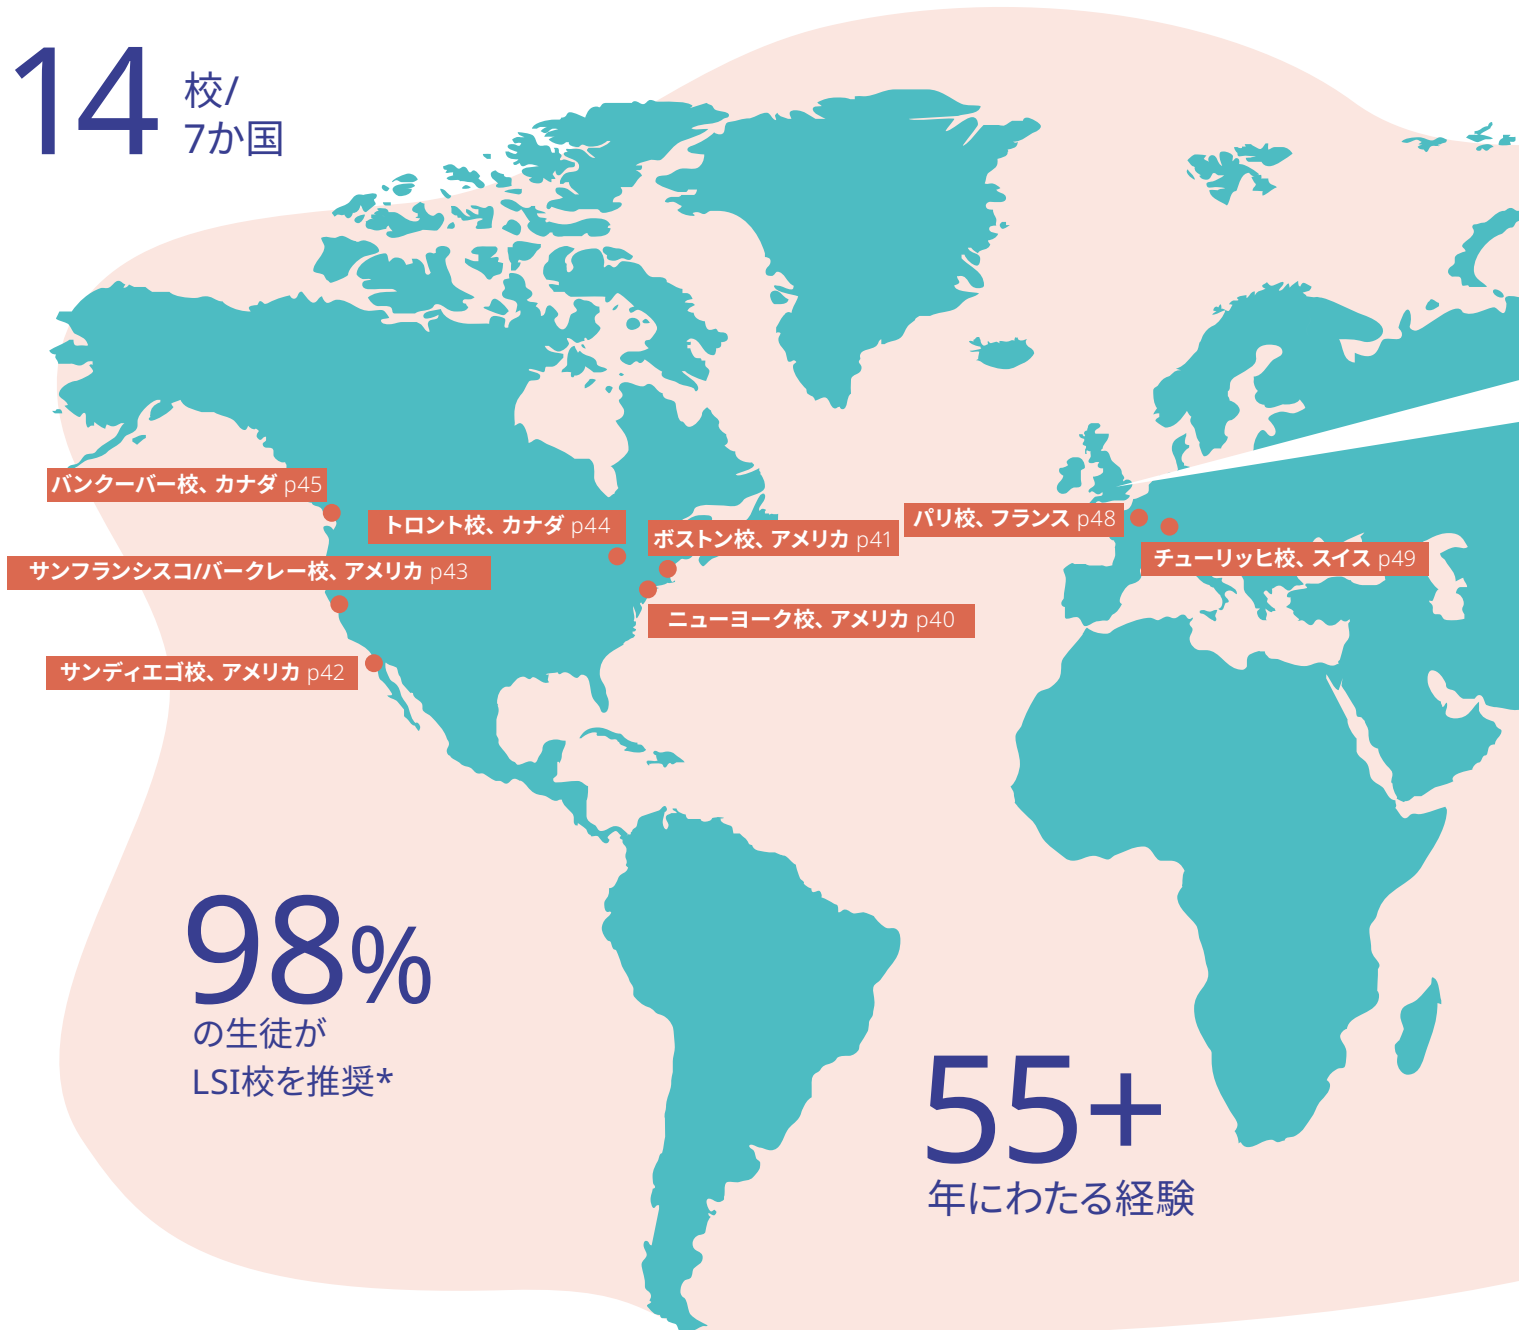 14 校/
7か国
バンクーバー校、カナダ p45
トロント校、カナダ p44
ボストン校、アメリカ p41
パリ校、フランス p48
チューリッヒ校、スイス p49
サンフランシスコ/バークレー校、アメリカ p43
ニューヨーク校、アメリカ p40
サンディエゴ校、アメリカ p42
98%
の生徒が
LSI校を推奨*
55+
年にわたる経験